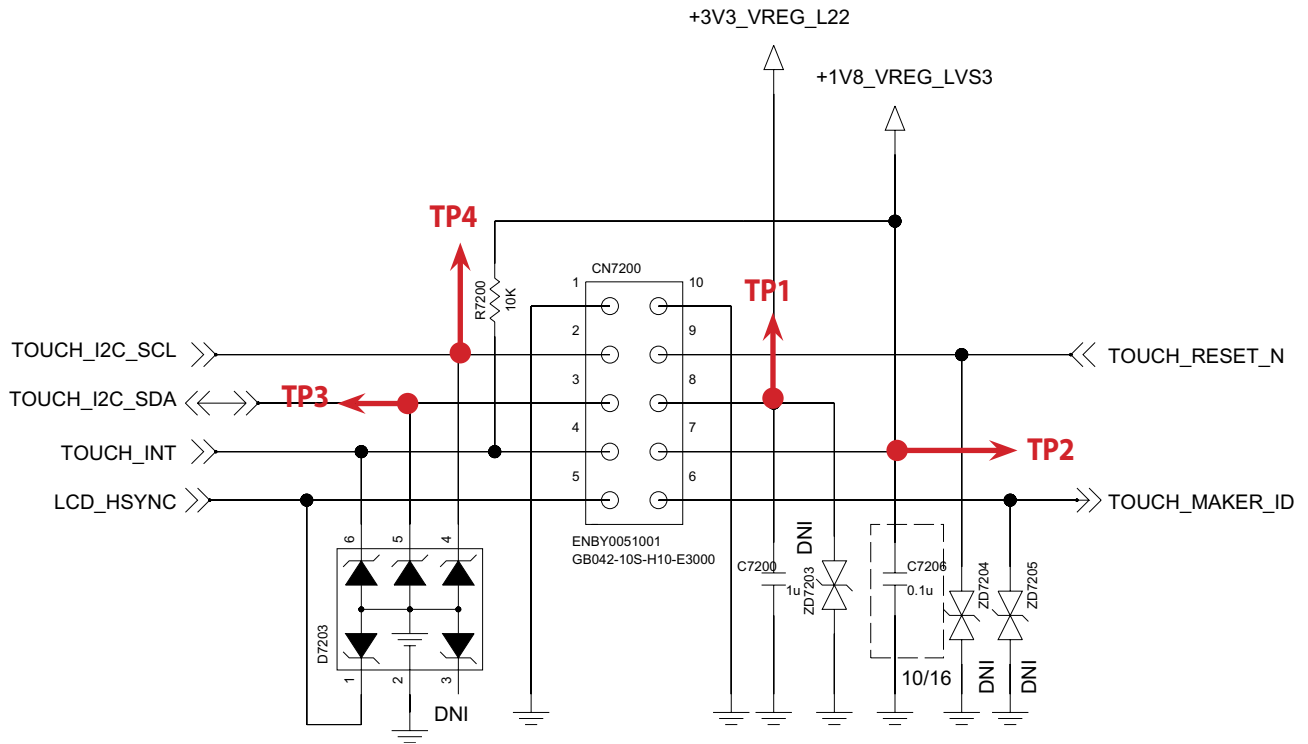 +3V3_VREG_L22
+1V8_VREG_LVS3
TP4
CN7200
R7200
10K
TP1
1
10
2
9
3
8
4
7
5
6
TOUCH_I2C_SCL
TOUCH_RESET_N
TOUCH_I2C_SDA
TP3
TOUCH_INT
TP2
LCD_HSYNC
TOUCH_MAKER_ID
ENBY0051001
GB042-10S-H10-E3000
6
5
4
D7203
1
2
3
DNI
C7200
1u
DNI
ZD7203
C7206
0.1u
10/16
ZD7204
DNI
ZD7205
DNI